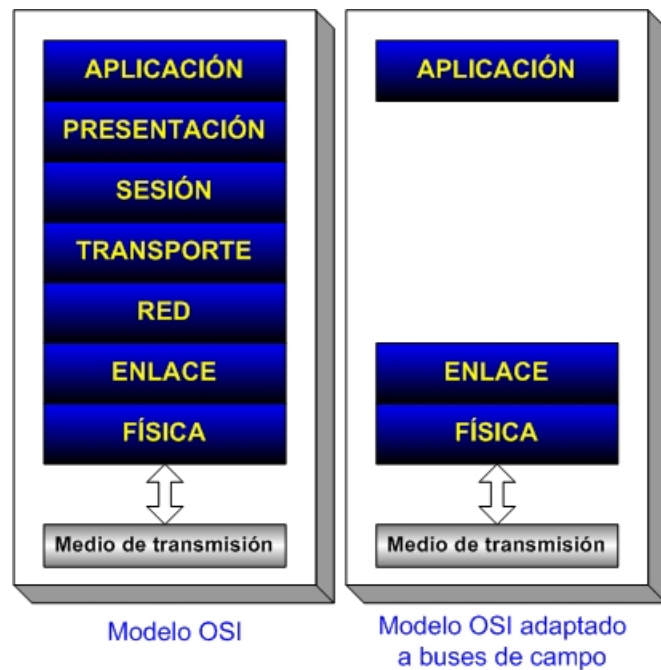 APLICACIÓN
PRESENTACIÓN
SESIÓN
TRANSPORTE
RED
ENLACE
FÍSICA
Medio de transmisión
Modelo OSI
APLICACIÓN
ENLACE
FÍSICA
Medio de transmisión
Modelo OSI adaptado
a buses de campo